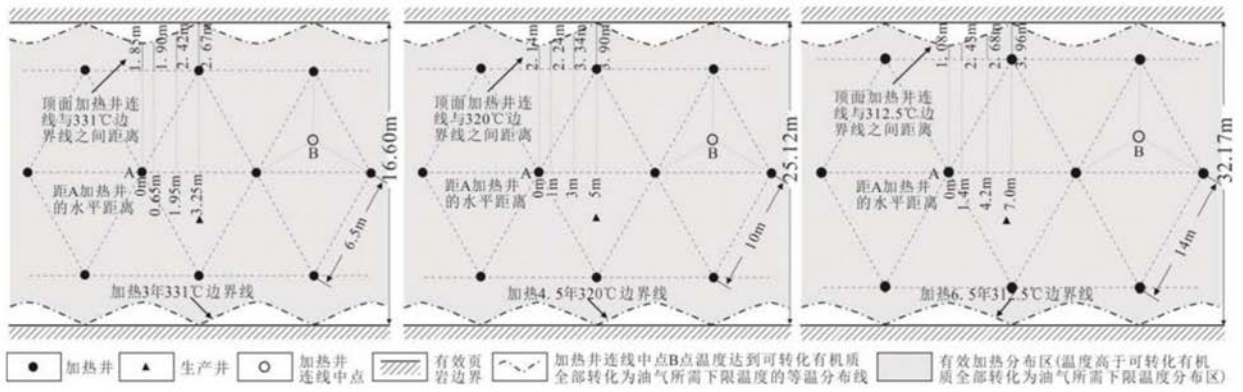 1.85m
1.90m
2.42m
2.67m
顶面加热井连
线与331℃边
界线之间距离
A
B
0m
0.65m
1.95m
3.25m
距A加热井
的水平距离
6.5m
16.60m
加热3年331℃边界线
2.14m
2.24m
3.34m
3.90m
顶面加热井连
线与320℃边
界线之间距离
A
B
0m
1m
3m
5m
距A加热井
的水平距离
10m
25.12m
加热4.5年320℃边界线
1.08m
2.43m
2.68m
3.96m
顶面加热井连
线与312.5℃边
界线之间距离
A
B
0m
1.4m
4.2m
7.0m
距A加热井
的水平距离
14m
32.17m
加热6.5年312.5℃边界线
加热井
生产井
加热井
连线中点
有效页
岩边界
加热井连线中点B点温度达到可转化有机质
全部转化为油气所需下限温度的等温分布线
有效加热分布区(温度高于可转化有机
质全部转化为油气所需下限温度分布区)